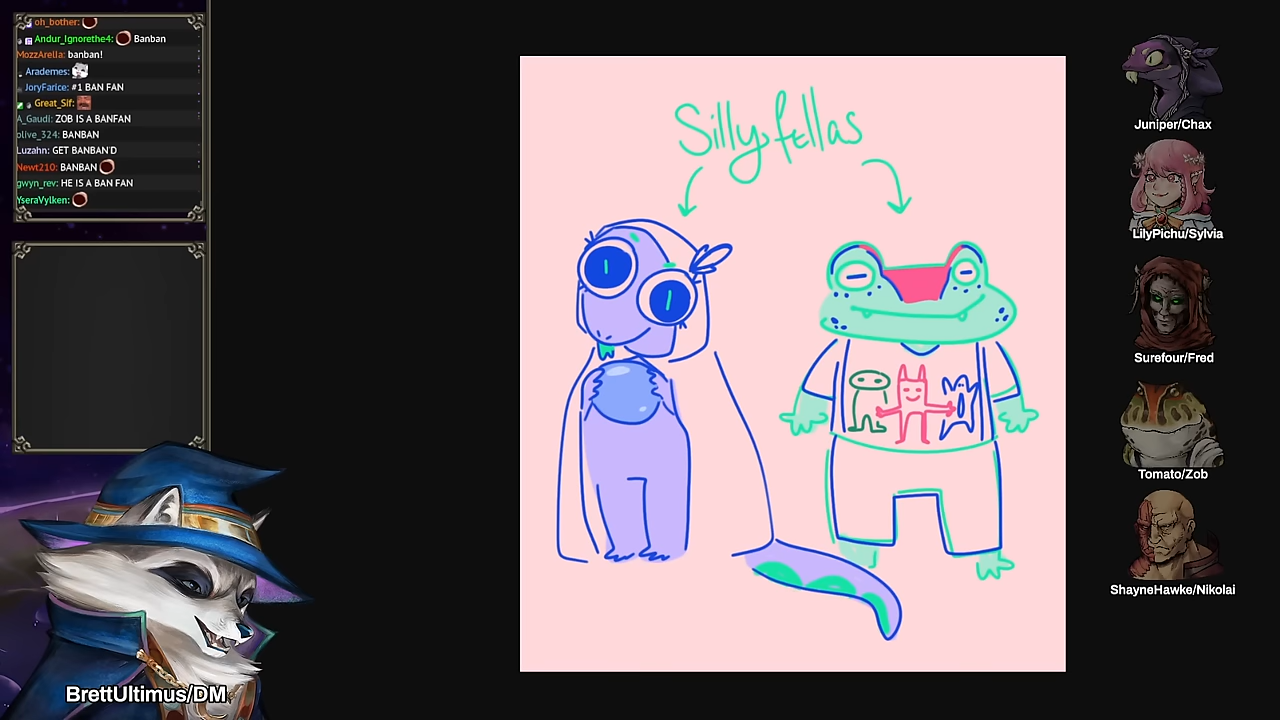 oh_bother:
Andur_Ignorethe4: Banban
MozzArella: banban!
Arademes:
JoryFarice: #1 BAN FAN
Great_Sif:
A_Gaudi: ZOB IS A BANFAN
olive_324: BANBAN
Luzahn: GET BANBAN'D
Newt210: BANBAN
gwyn_rev: HE IS A BAN FAN
YseraVylken:
Silly fellas
Juniper/Chax
LilyPichu/Sylvia
Surefour/Fred
Tomato/Zob
ShayneHawke/Nikolai
BrettUltimus/DM